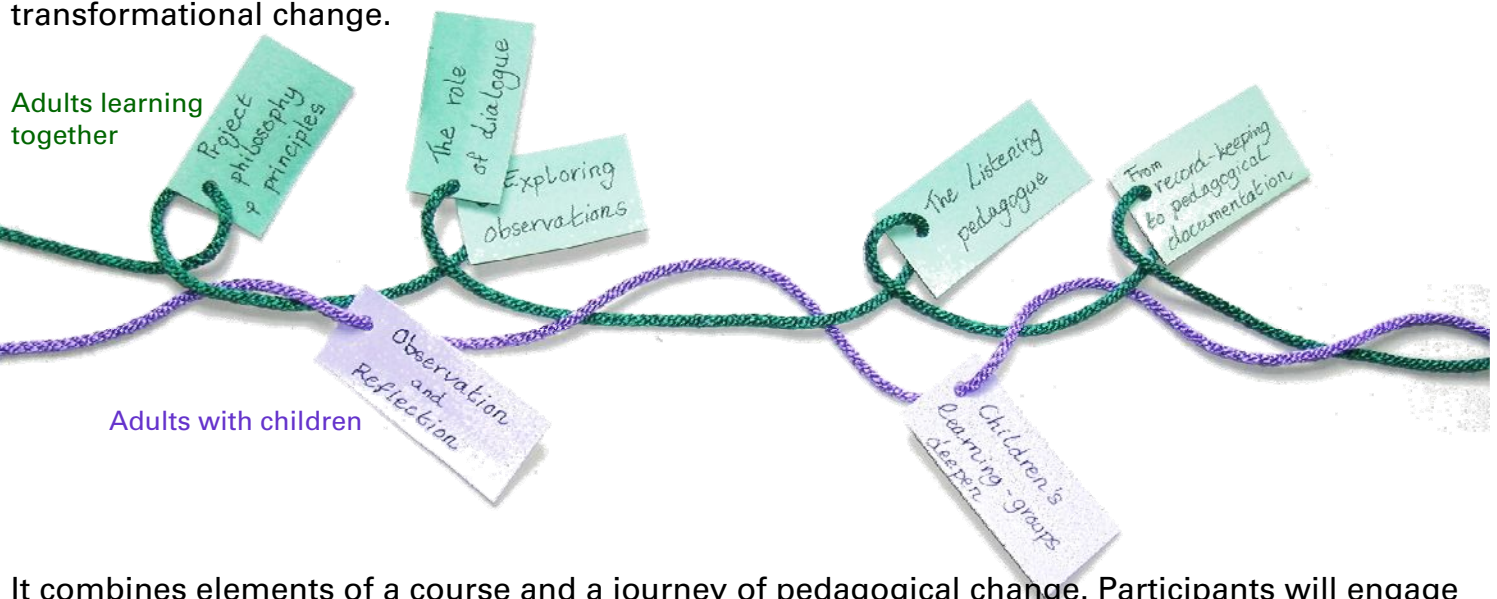 transformational change.
Adults learning
together
Project
philosophy
& principles
The role
of dialogue
Exploring
observations
The Listening
pedagogue
From
record-keeping
to pedagogical
documentation
Observation
and
Reflection
Adults with children
Children's
learning-groups
deepen
It combines elements of a course and a journey of pedagogical change. Participants will engage